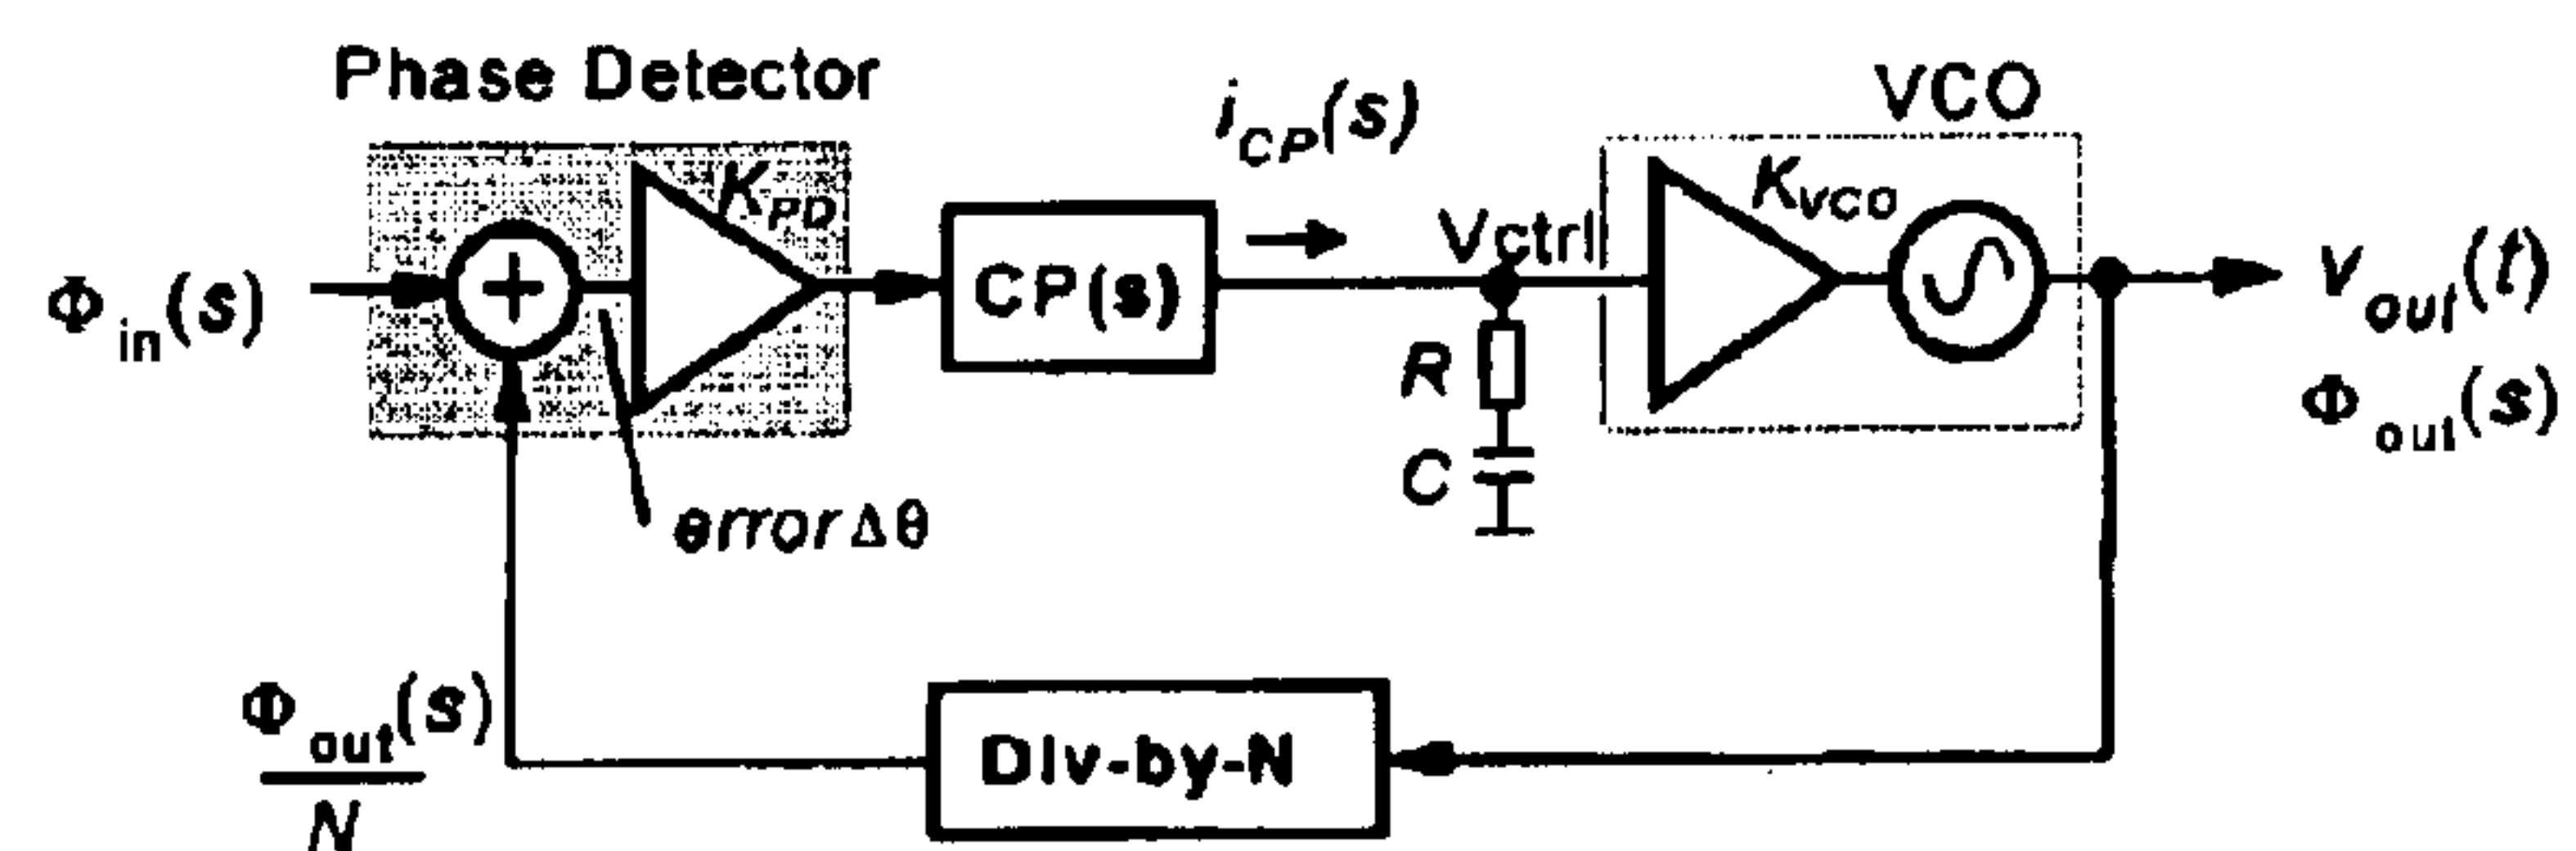 Phase Detector
VCO
i_CP(s)
K_PD
K_VCO
Φ_in(s)
+
CP(s)
Vctrl
v_out(t)
R
Φ_out(s)
C
error Δθ
Φ_out(s)
N
Div-by-N